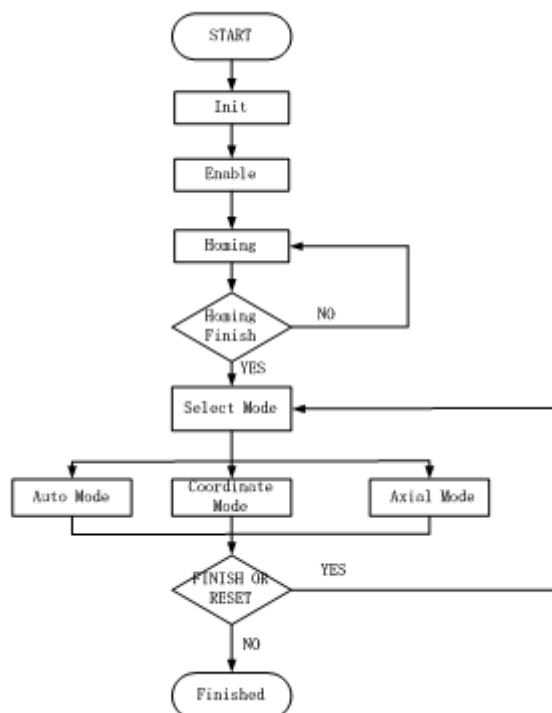 START
Init
Enable
Homing
Homing
Finish
NO
YES
Select Mode
Auto Mode
Coordinate
Mode
Axial Mode
FINISH OR
RESET
YES
NO
Finished